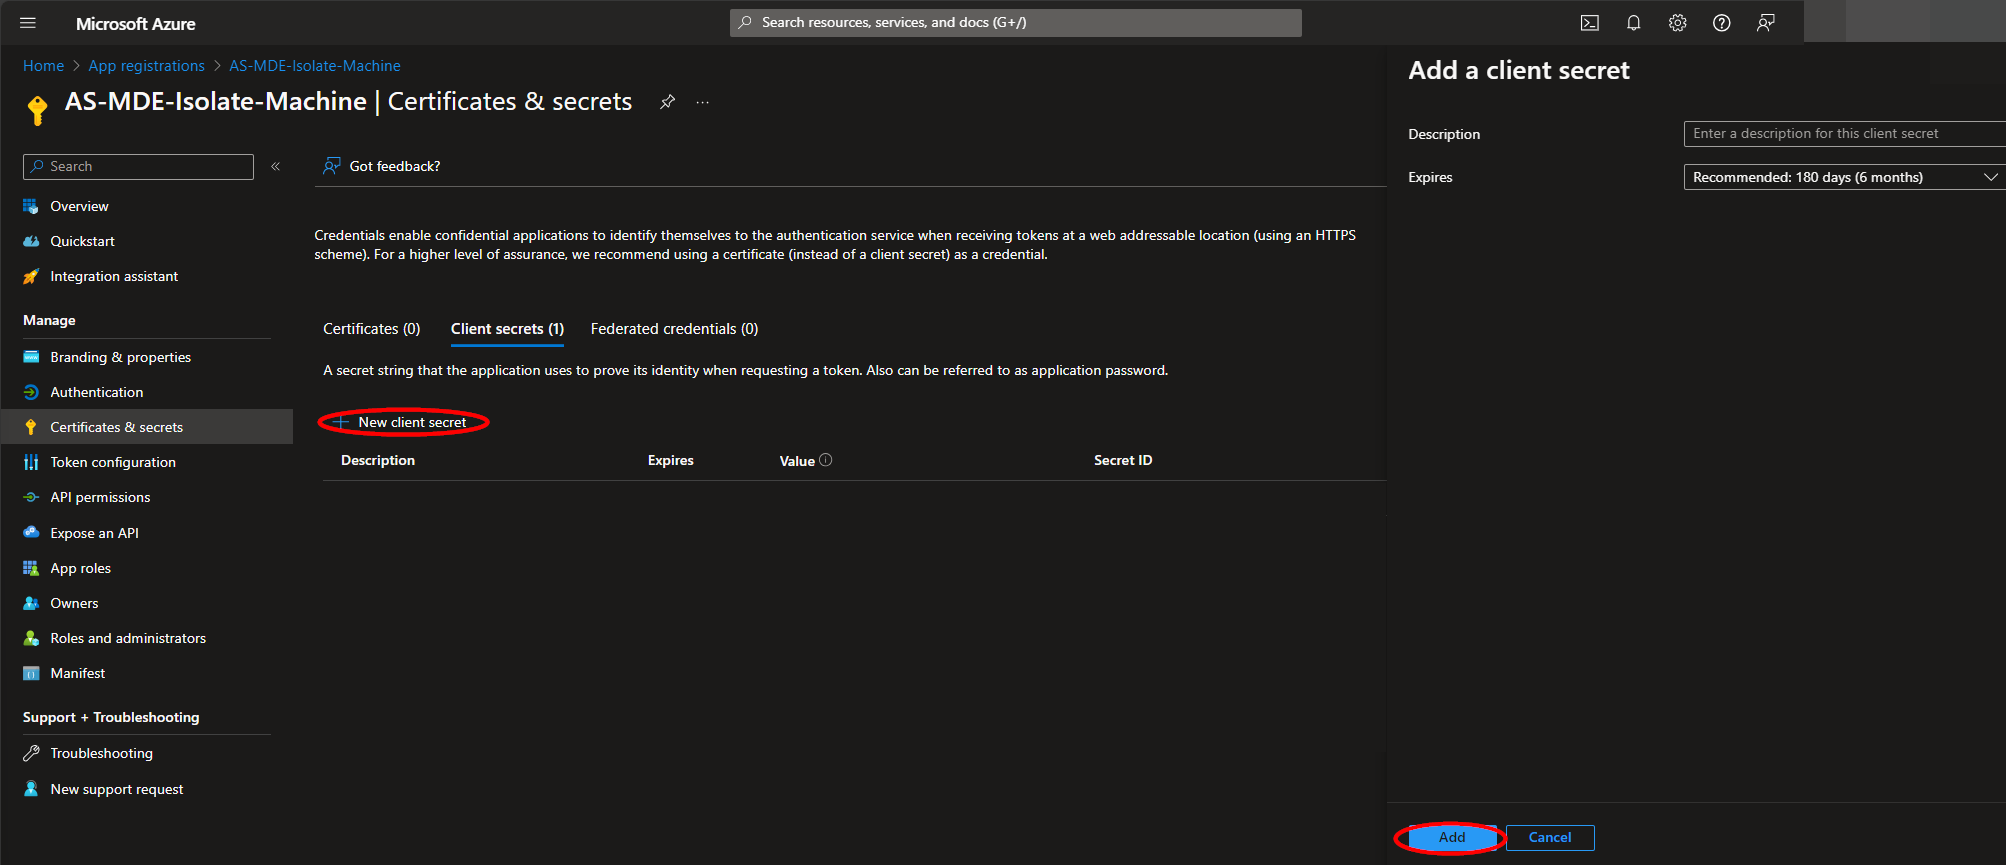 Microsoft Azure
Search resources, services, and docs (G+/)
Home > App registrations > AS-MDE-Isolate-Machine
AS-MDE-Isolate-Machine | Certificates & secrets
Search
Overview
Quickstart
Integration assistant
Manage
Branding & properties
Authentication
Certificates & secrets
Token configuration
API permissions
Expose an API
App roles
Owners
Roles and administrators
Manifest
Support + Troubleshooting
Troubleshooting
New support request
Got feedback?
Credentials enable confidential applications to identify themselves to the authentication service when receiving tokens at a web addressable location (using an HTTPS
scheme). For a higher level of assurance, we recommend using a certificate (instead of a client secret) as a credential.
Certificates (0) Client secrets (1) Federated credentials (0)
A secret string that the application uses to prove its identity when requesting a token. Also can be referred to as application password.
New client secret
Description Expires Value Secret ID
Add a client secret
Description Enter a description for this client secret
Expires Recommended: 180 days (6 months)
Add Cancel